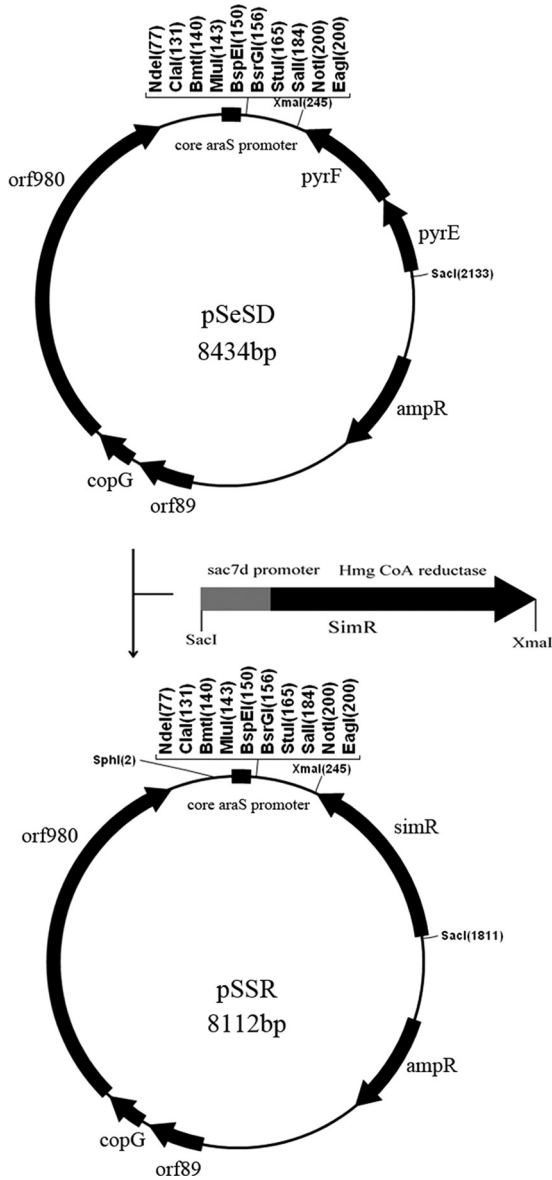 NdeI(77)
ClaI(131)
BmtI(140)
MluI(143)
BspEI(150)
BsrGI(156)
StuI(165)
SalI(184)
NotI(200)
EagI(200)
XmaI(245)
core araS promoter
orf980
pyrF
pyrE
SacI(2133)
pSeSD
8434bp
ampR
copG
orf89
sac7d promoter
Hmg CoA reductase
SimR
SacI
XmaI
NdeI(77)
ClaI(131)
BmtI(140)
MluI(143)
BspEI(150)
BsrGI(156)
StuI(165)
SalI(184)
NotI(200)
EagI(200)
SphI(2)
XmaI(245)
core araS promoter
orf980
simR
SacI(1811)
pSSR
8112bp
ampR
copG
orf89